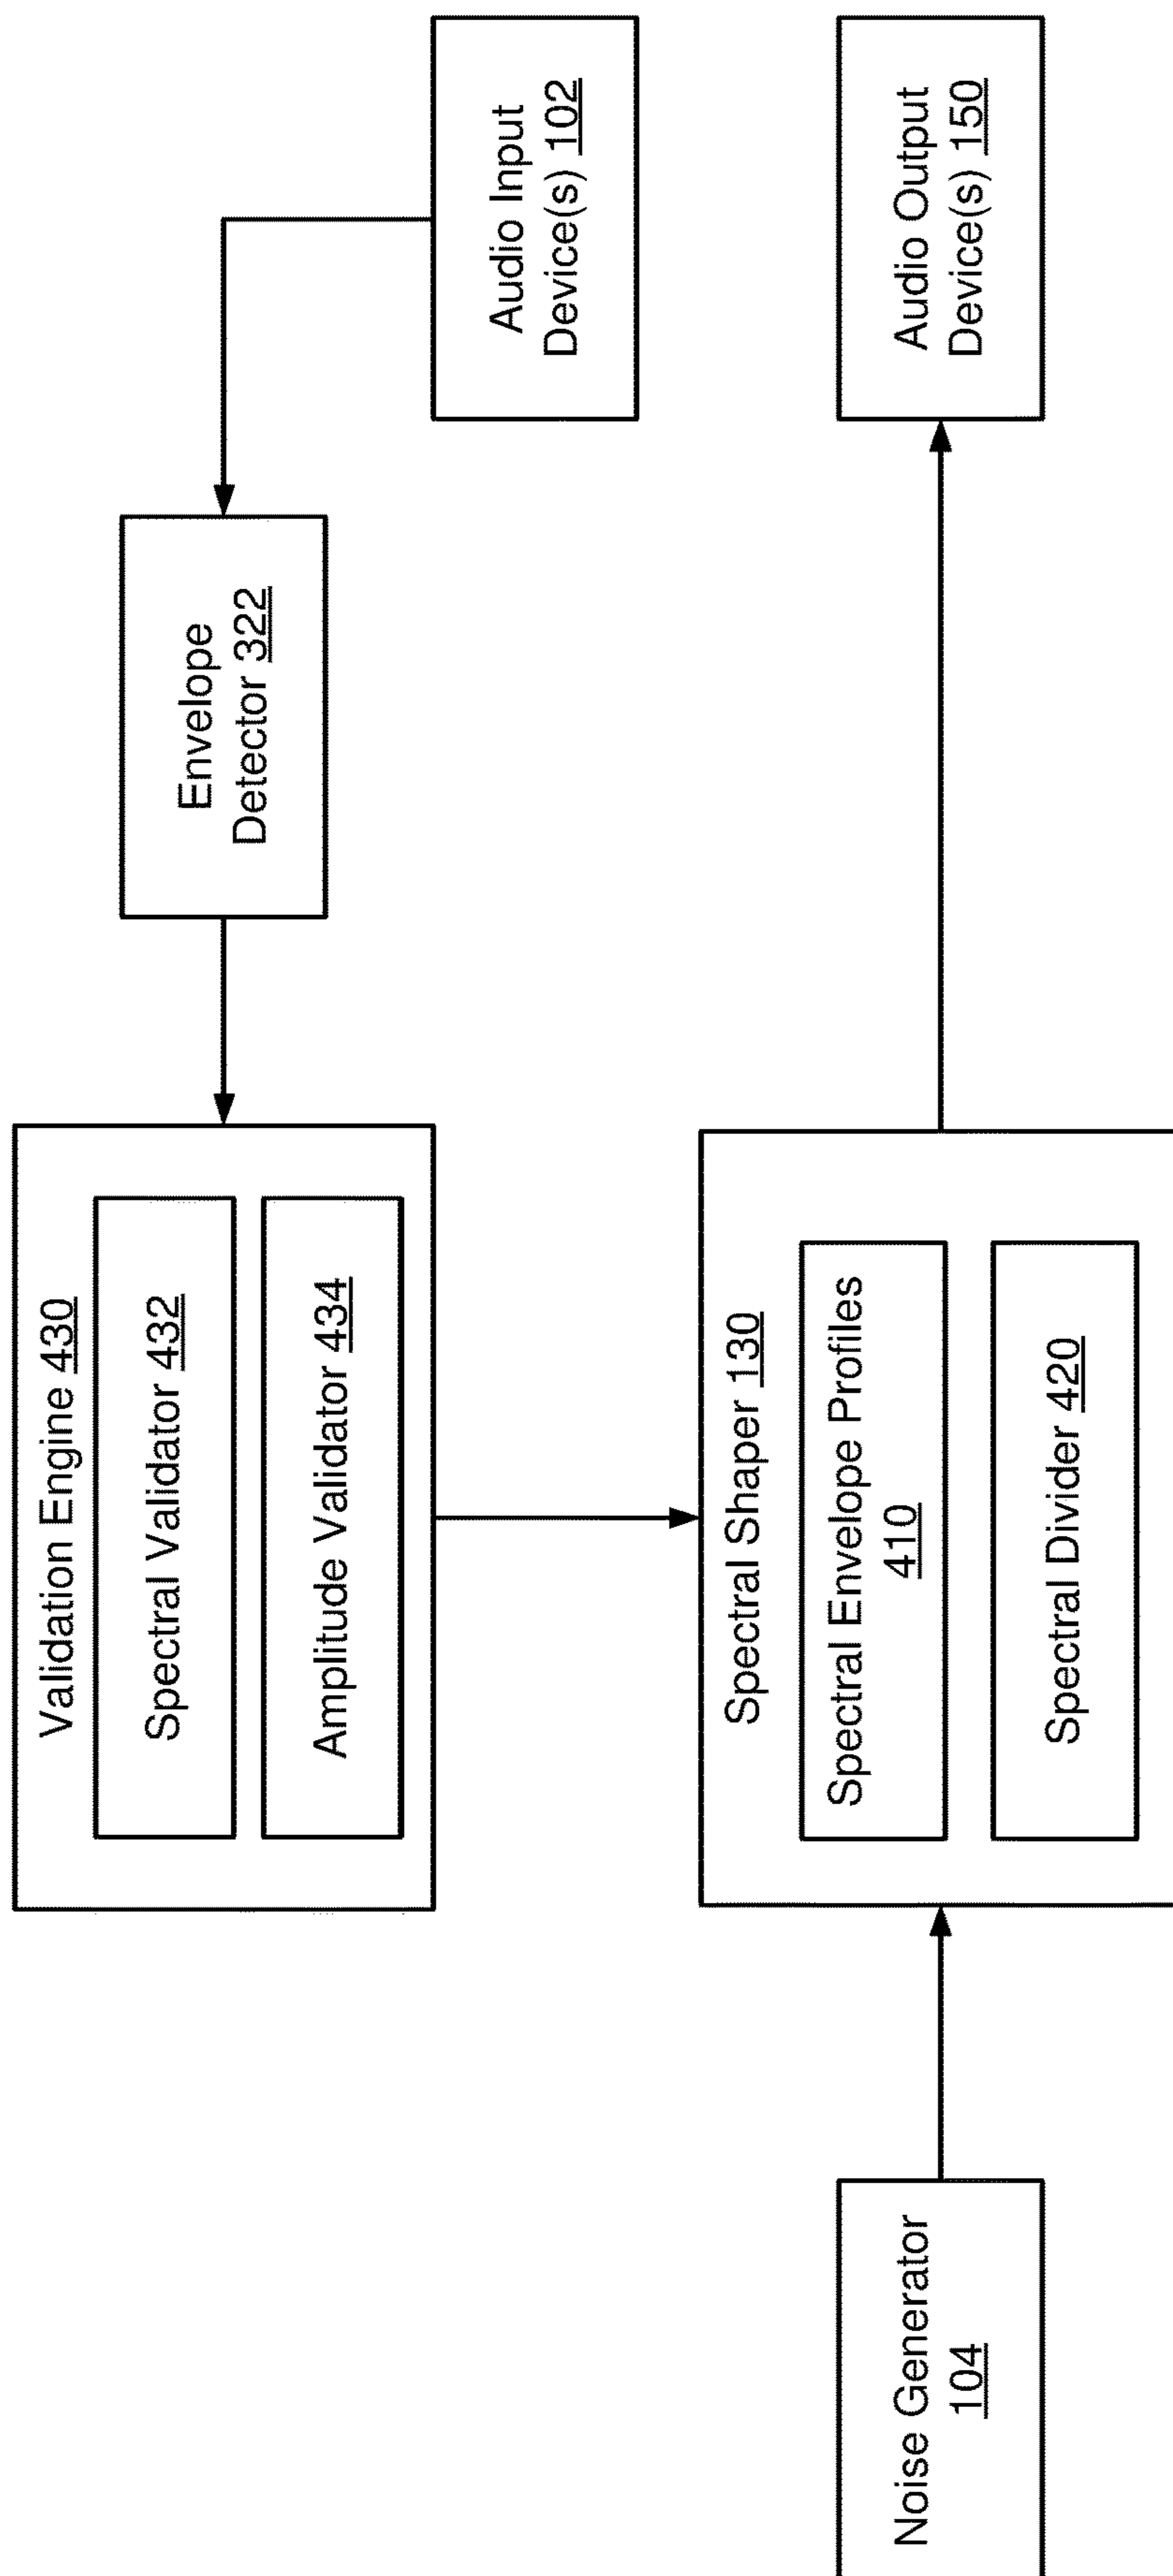 Validation Engine 430
Spectral Validator 432
Amplitude Validator 434
Envelope
Detector 322
Audio Input
Device(s) 102
Noise Generator
104
Spectral Shaper 130
Spectral Envelope Profiles
410
Spectral Divider 420
Audio Output
Device(s) 150